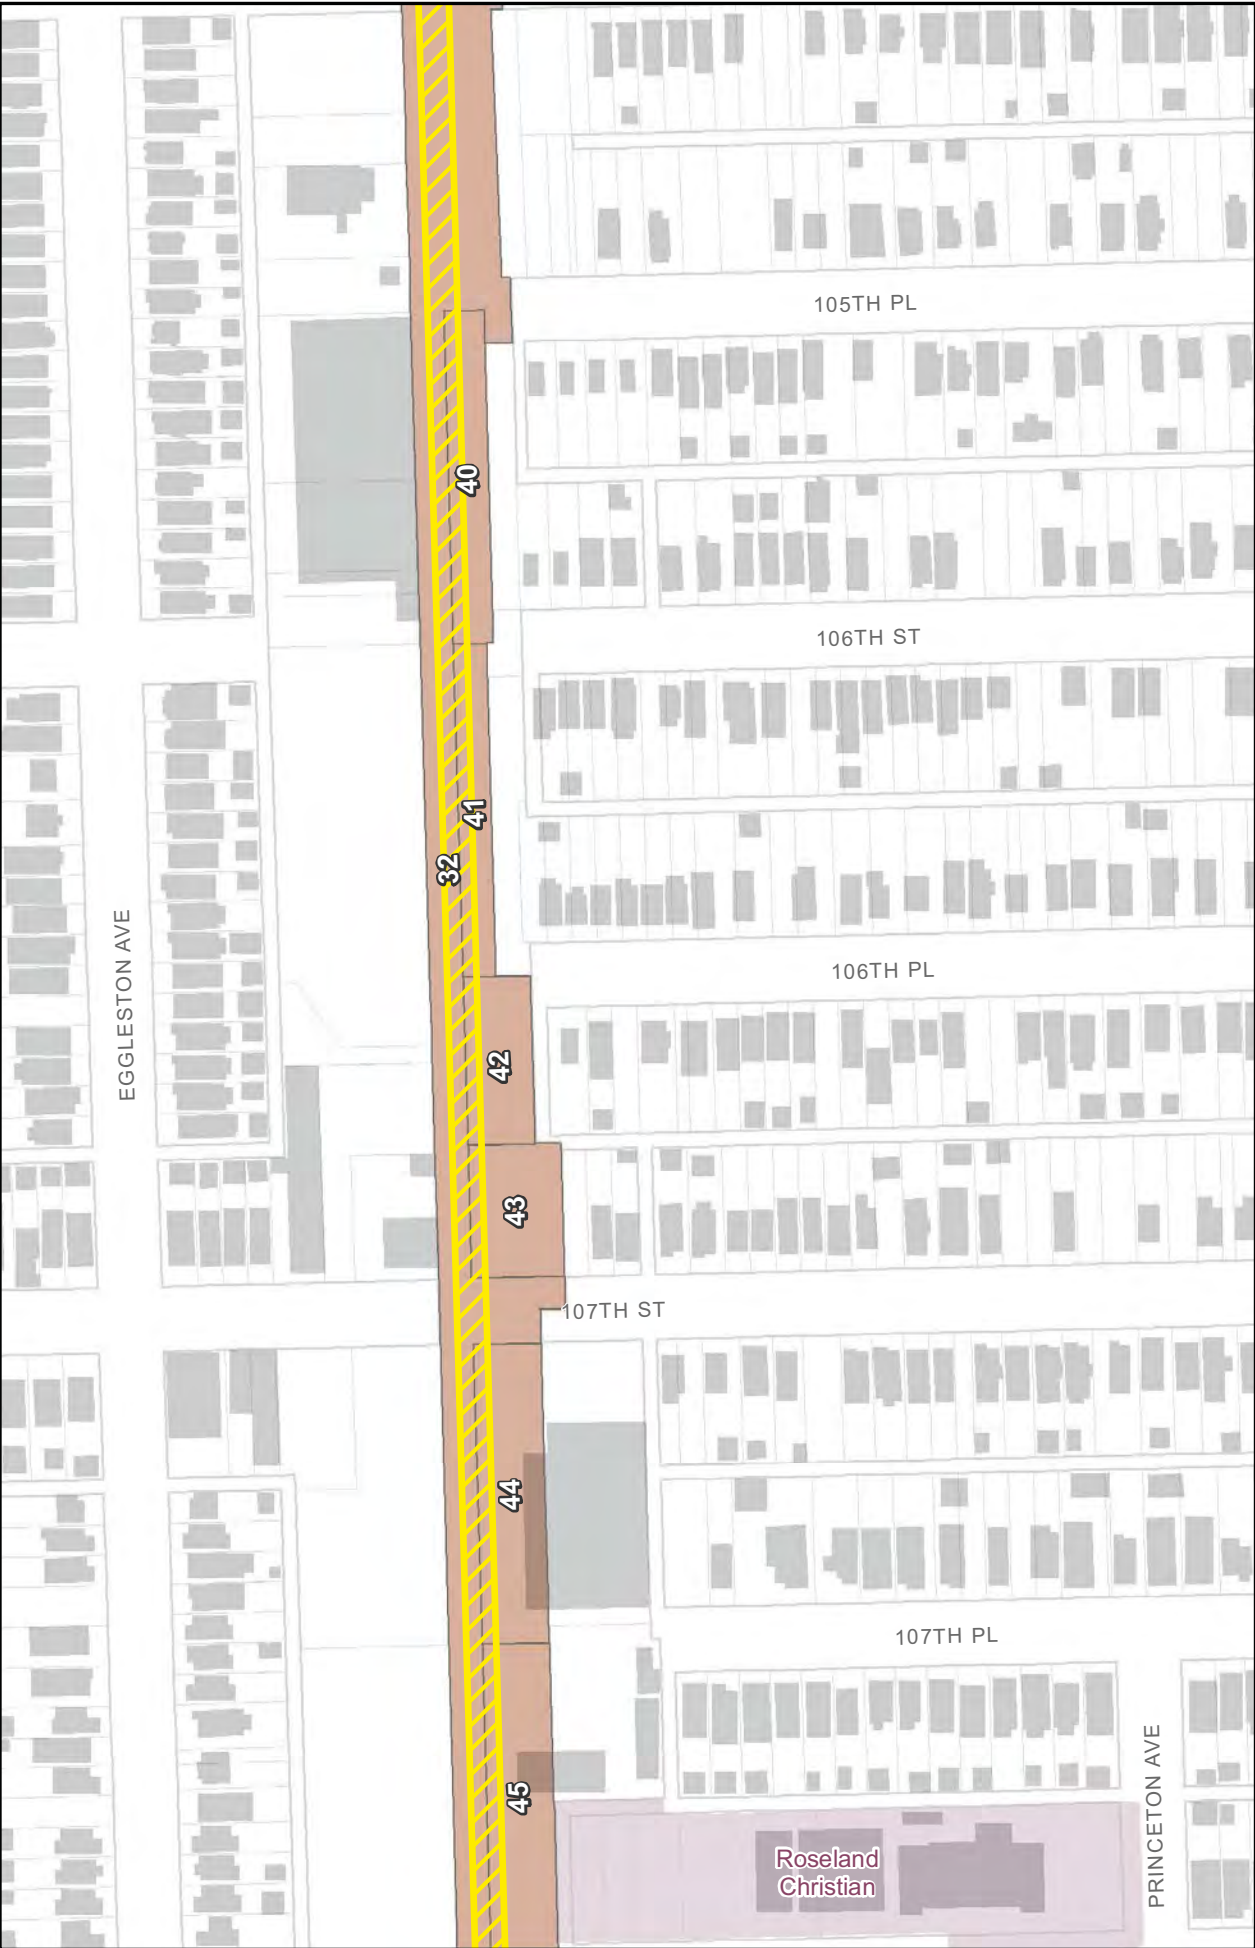 105TH PL
40
106TH ST
41
32
EGGLESTON AVE
106TH PL
42
43
107TH ST
44
107TH PL
45
PRINCETON AVE
Roseland
Christian